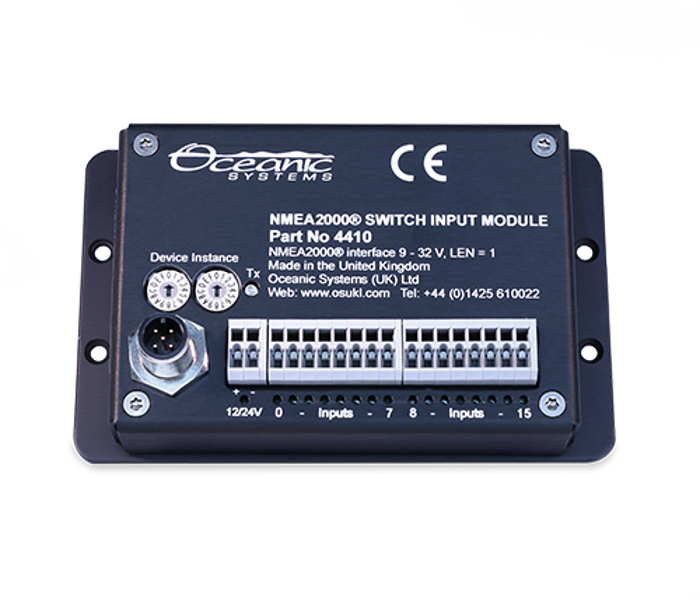 Oceanic
SYSTEMS
CE
NMEA2000® SWITCH INPUT MODULE
Part No 4410
NMEA2000® interface 9 - 32 V, LEN = 1
Made in the United Kingdom
Oceanic Systems (UK) Ltd
Web: www.osukl.com Tel: +44 (0)1425 610022
Device Instance
Tx
+ -
12/24V 0 - Inputs - 7 8 - Inputs - 15